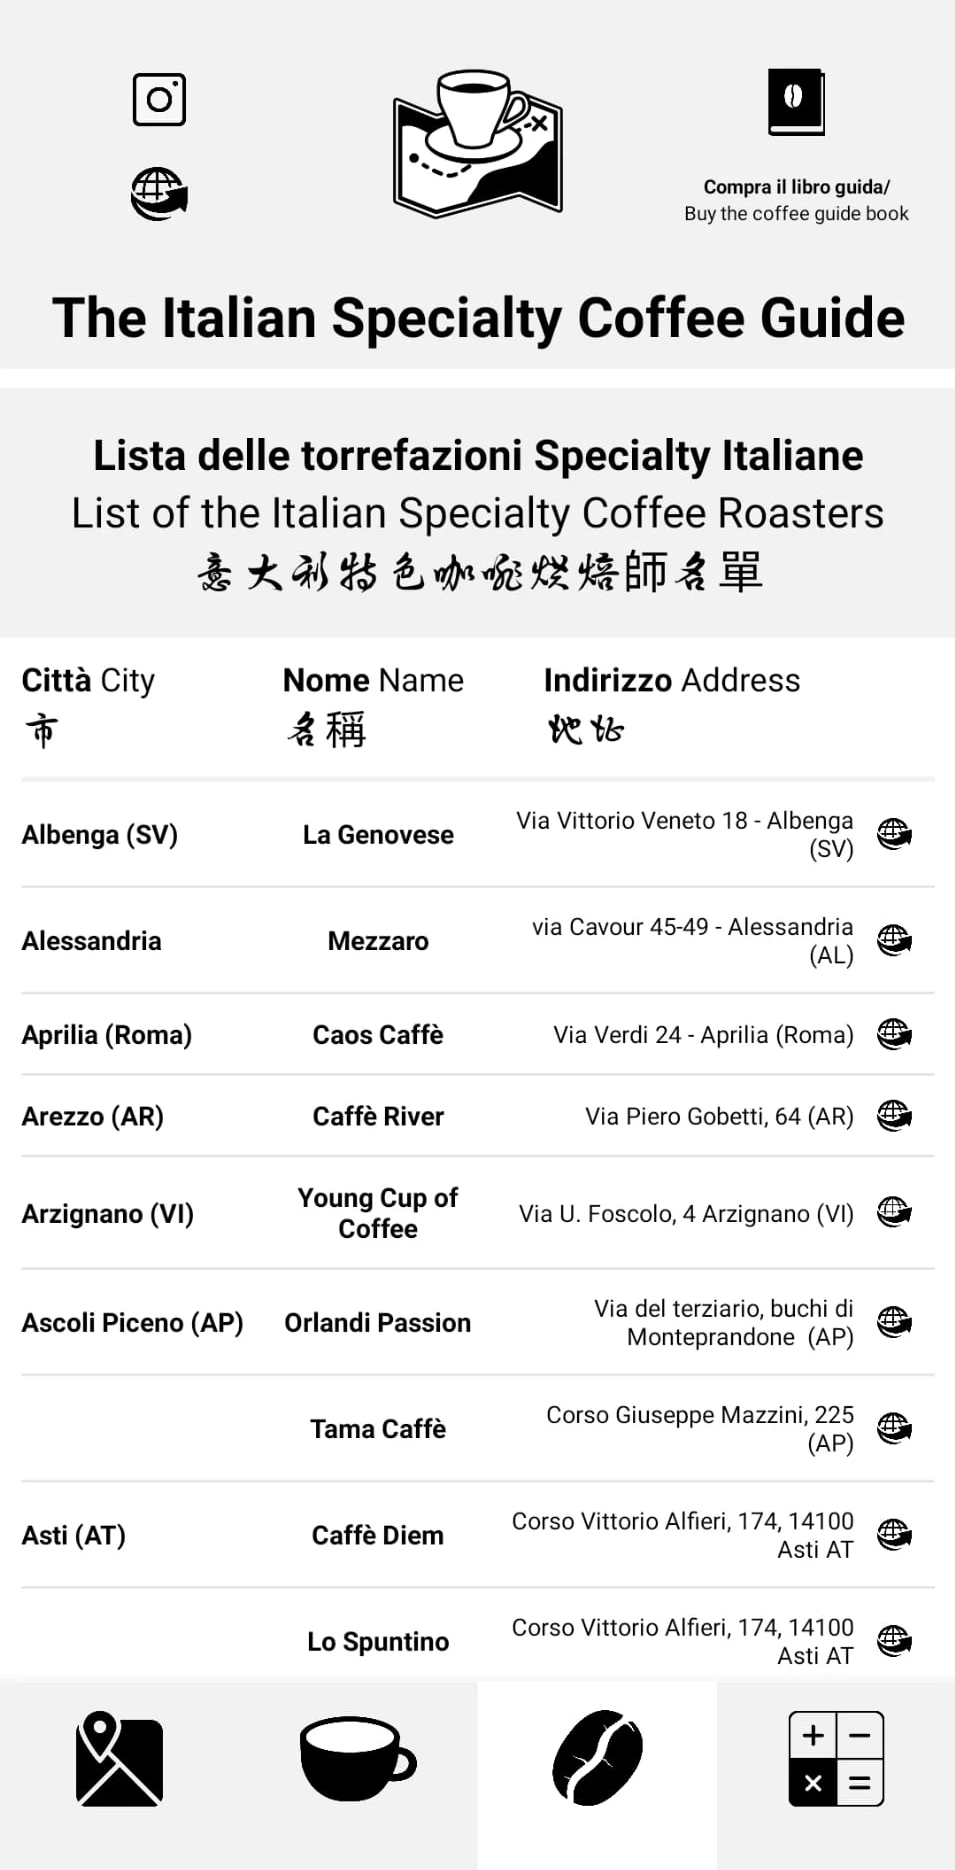 Compra il libro guida/
Buy the coffee guide book
The Italian Specialty Coffee Guide
Lista delle torrefazioni Specialty Italiane
List of the Italian Specialty Coffee Roasters
意大利特色咖啡烘焙師名單
Città City
市
Nome Name
名稱
Indirizzo Address
地址
Albenga (SV)
La Genovese
Via Vittorio Veneto 18 - Albenga
(SV)
Alessandria
Mezzaro
via Cavour 45-49 - Alessandria
(AL)
Aprilia (Roma)
Caos Caffè
Via Verdi 24 - Aprilia (Roma)
Arezzo (AR)
Caffè River
Via Piero Gobetti, 64 (AR)
Arzignano (VI)
Young Cup of
Coffee
Via U. Foscolo, 4 Arzignano (VI)
Ascoli Piceno (AP)
Orlandi Passion
Via del terziario, buchi di
Monteprandone (AP)
Tama Caffè
Corso Giuseppe Mazzini, 225
(AP)
Asti (AT)
Caffè Diem
Corso Vittorio Alfieri, 174, 14100
Asti AT
Lo Spuntino
Corso Vittorio Alfieri, 174, 14100
Asti AT